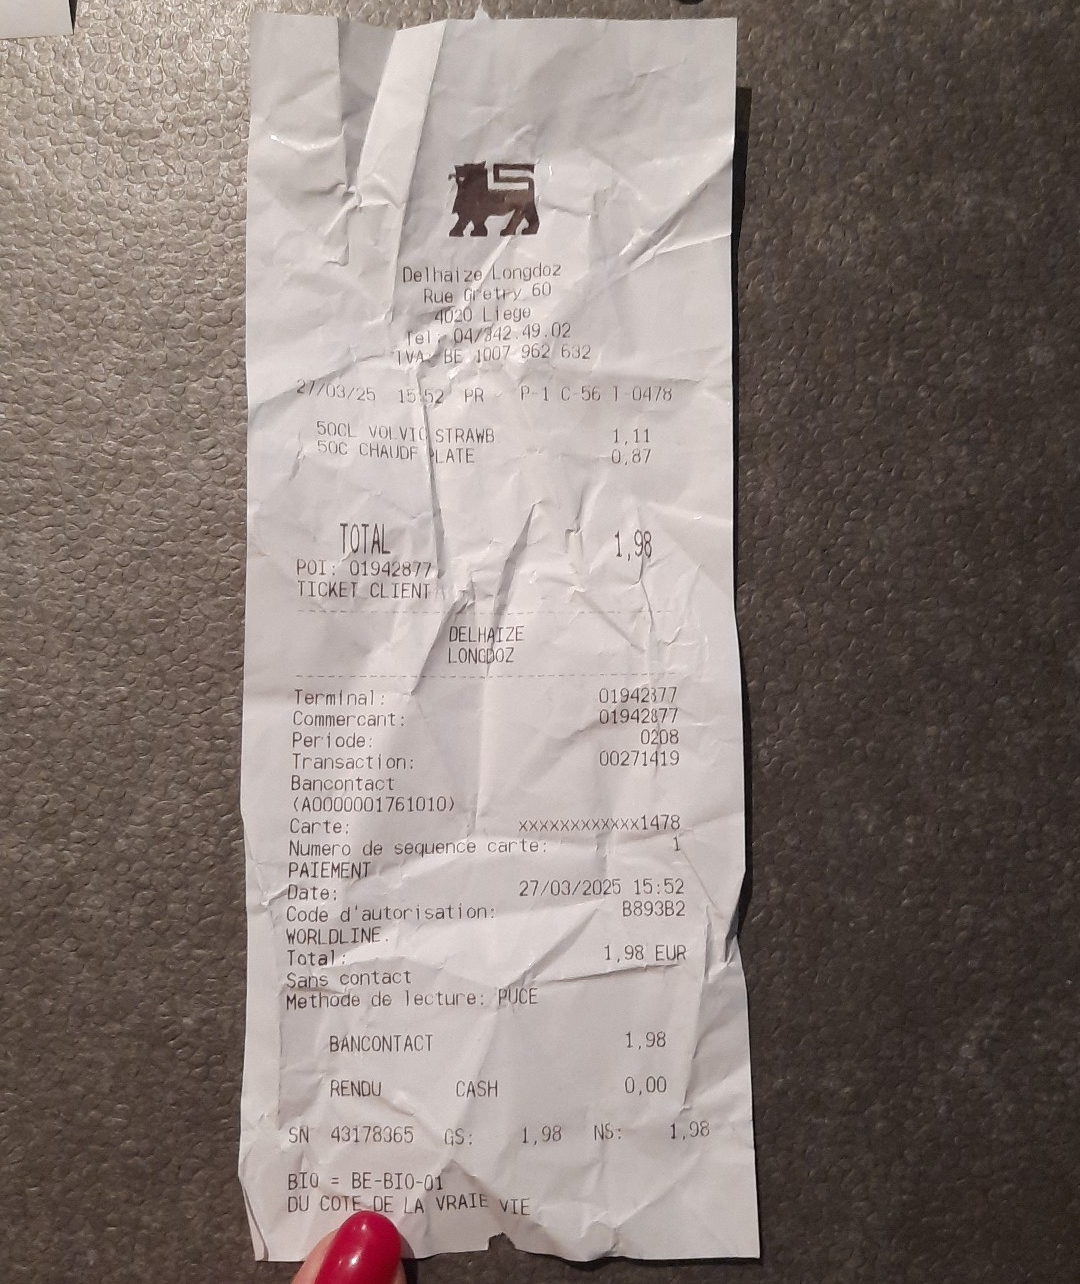 Delhaize Longdoz
Rue Gretry 60
4020 Liege
Tel: 04/342.49.02
TVA: BE 1007 962 632
27/03/25 15:52 PR P-1 C-56 T-0478
50CL VOLVIC STRAWB 1,11
50C CHAUDF PLATE 0,87
TOTAL 1,98
POI: 01942877
TICKET CLIENT
DELHAIZE
LONGDOZ
Terminal: 01942877
Commercant: 01942877
Periode: 0208
Transaction: 00271419
Bancontact
(A0000001761010)
Carte: xxxxxxxxxxxx1478
Numero de sequence carte: 1
PAIEMENT
Date: 27/03/2025 15:52
Code d'autorisation: B893B2
WORLDLINE.
Total: 1,98 EUR
Sans contact
Methode de lecture: PUCE
BANCONTACT 1,98
RENDU CASH 0,00
SN 43178365 GS: 1,98 NS: 1,98
BIO = BE-BIO-01
DU COTE DE LA VRAIE VIE